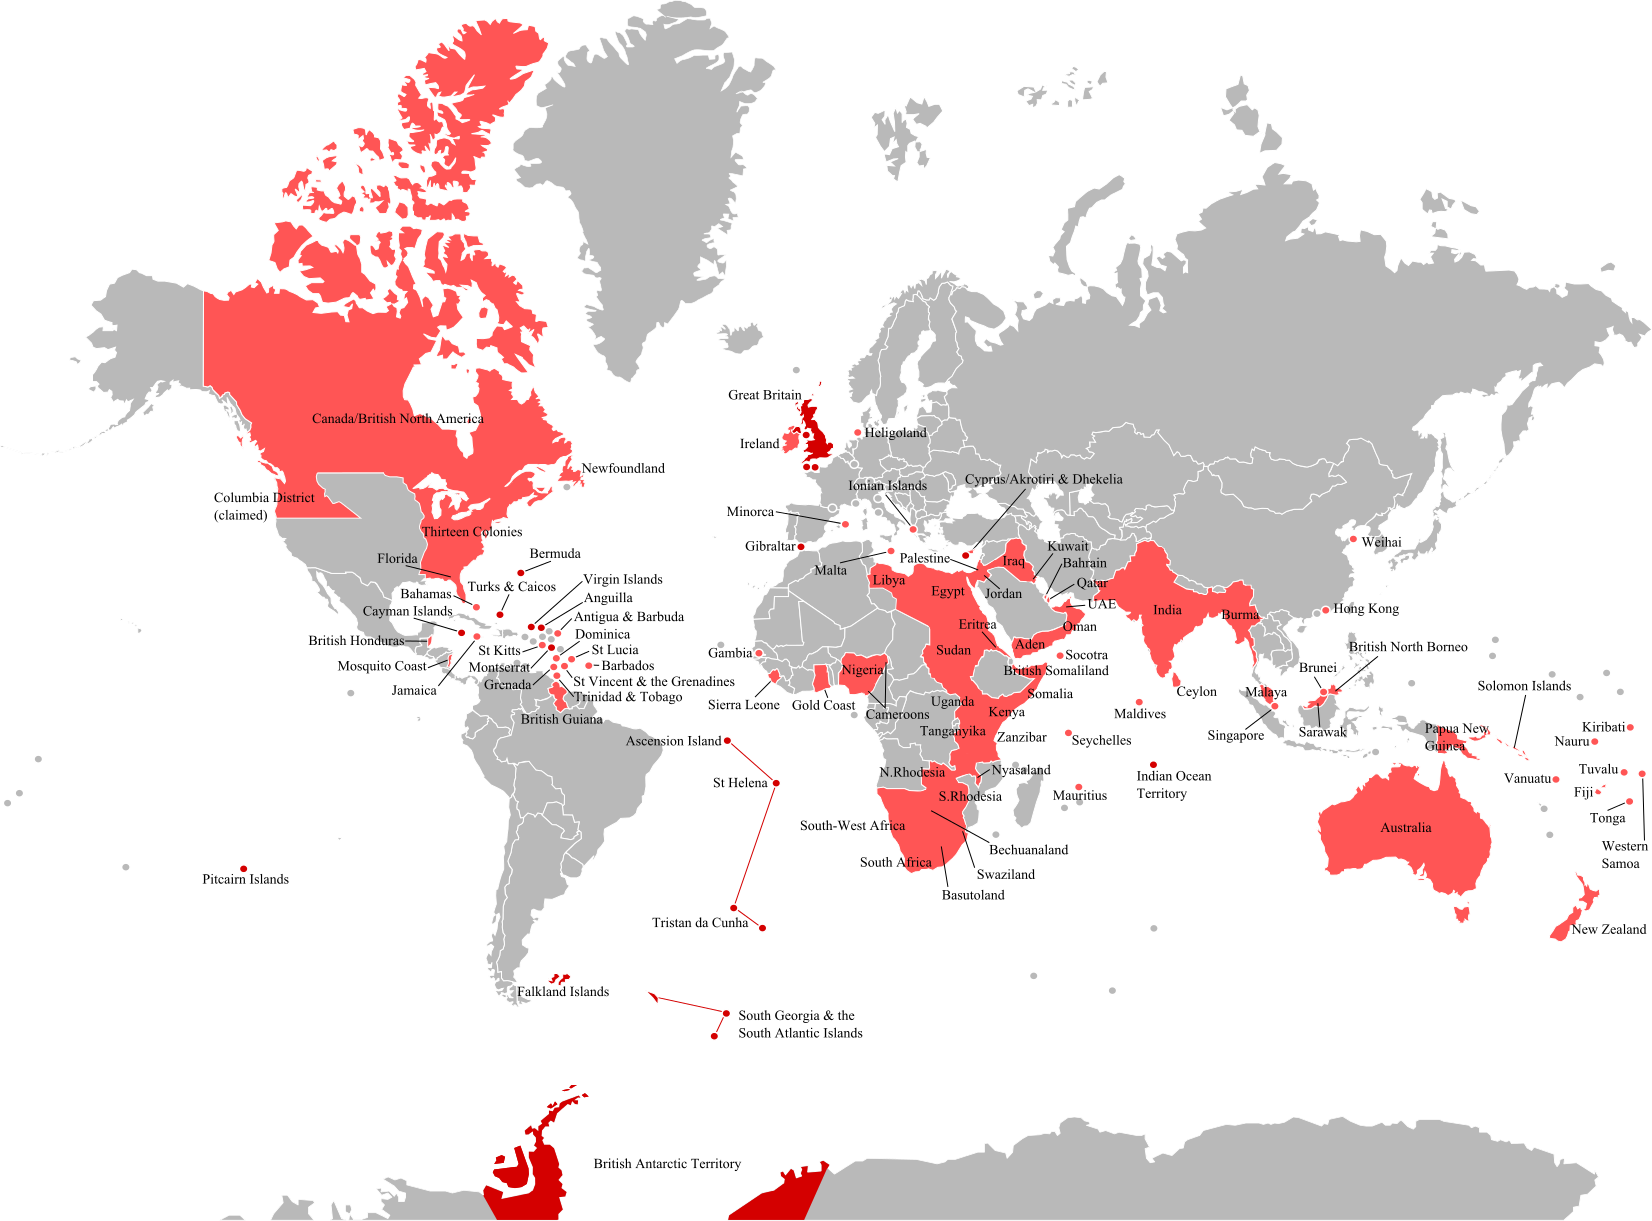 Great Britain
Canada/British North America
Heligoland
Ireland
Newfoundland
Cyprus/Akrotiri & Dhekelia
Ionian Islands
Columbia District
(claimed)
Minorca
Thirteen Colonies
Weihai
Gibraltar
Kuwait
Bermuda
Florida
Palestine
Iraq
Bahrain
Malta
Virgin Islands
Libya
Qatar
Turks & Caicos
Egypt
Jordan
Bahamas
Anguilla
UAE
Cayman Islands
India
Hong Kong
Burma
Antigua & Barbuda
Eritrea
Oman
Dominica
British Honduras
Aden
St Kitts
St Lucia
Sudan
Gambia
Socotra
British North Borneo
Mosquito Coast
Montserrat
Barbados
Nigeria
British Somaliland
Brunei
Grenada
St Vincent & the Grenadines
Jamaica
Trinidad & Tobago
Somalia
Ceylon
Malaya
Solomon Islands
Sierra Leone
Gold Coast
Uganda
Kenya
Cameroons
Maldives
British Guiana
Tanganyika
Zanzibar
Singapore
Sarawak
Papua New
Guinea
Kiribati
Ascension Island
Seychelles
Nauru
N.Rhodesia
Nyasaland
Indian Ocean
Territory
Tuvalu
St Helena
Vanuatu
S.Rhodesia
Mauritius
Fiji
Tonga
South-West Africa
Australia
Western
Samoa
Bechuanaland
South Africa
Swaziland
Pitcairn Islands
Basutoland
Tristan da Cunha
New Zealand
Falkland Islands
South Georgia & the
South Atlantic Islands
British Antarctic Territory